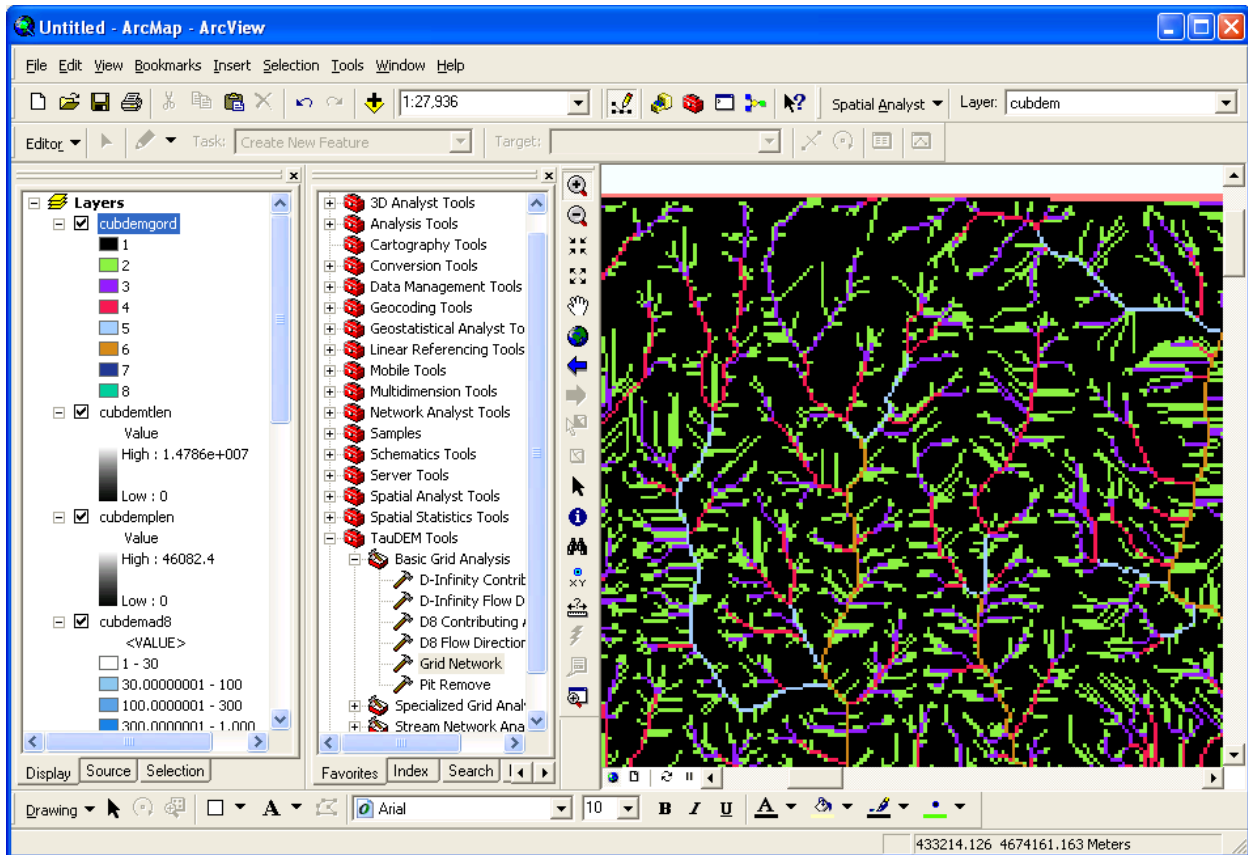 Untitled - ArcMap - ArcView
File Edit View Bookmarks Insert Selection Tools Window Help
1:27,936
Spatial Analyst
Layer: cubdem
Editor
Task: Create New Feature
Target:
Layers
cubdemgord
1
2
3
4
5
6
7
8
cubdemtlen
Value
High : 1.4786e+007
Low : 0
cubdemplen
Value
High : 46082.4
Low : 0
cubdemad8
<VALUE>
1 - 30
30.00000001 - 100
100.0000001 - 300
300.0000001 - 1,000
Display Source Selection
3D Analyst Tools
Analysis Tools
Cartography Tools
Conversion Tools
Data Management Tools
Geocoding Tools
Geostatistical Analyst To
Linear Referencing Tools
Mobile Tools
Multidimension Tools
Network Analyst Tools
Samples
Schematics Tools
Server Tools
Spatial Analyst Tools
Spatial Statistics Tools
TauDEM Tools
Basic Grid Analysis
D-Infinity Contrib
D-Infinity Flow D
D8 Contributing
D8 Flow Direction
Grid Network
Pit Remove
Specialized Grid Anal
Stream Network Ana
Favorites Index Search
XY
Drawing
A
Arial
10
B I U A
433214.126 4674161.163 Meters